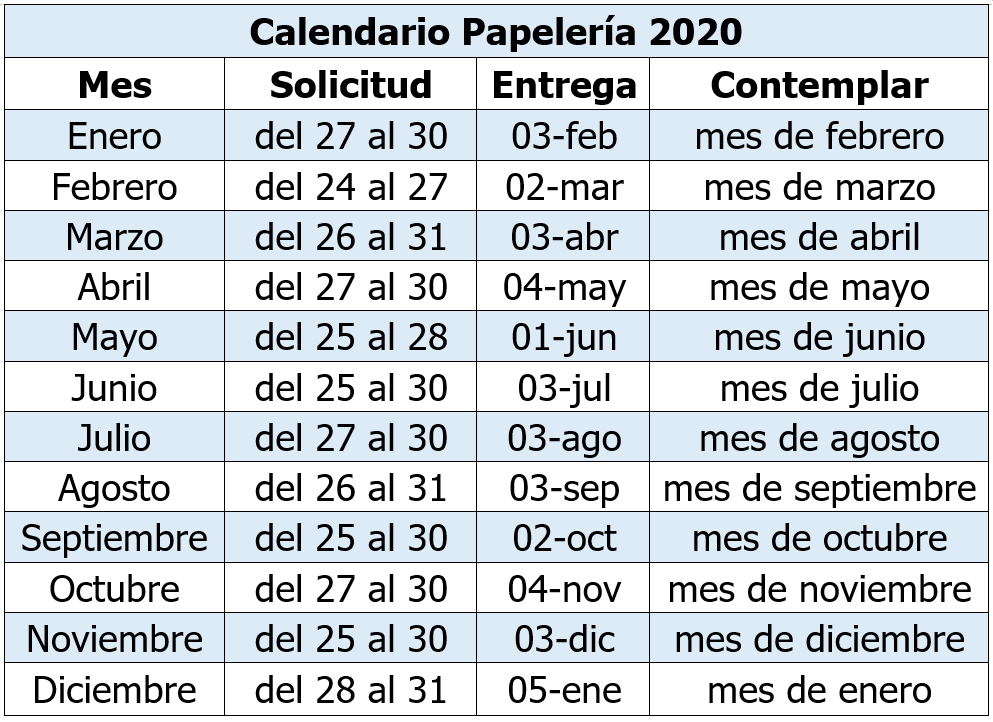 Calendario Papelería 2020
Mes Solicitud Entrega Contemplar
Enero del 27 al 30 03-feb mes de febrero
Febrero del 24 al 27 02-mar mes de marzo
Marzo del 26 al 31 03-abr mes de abril
Abril del 27 al 30 04-may mes de mayo
Mayo del 25 al 28 01-jun mes de junio
Junio del 25 al 30 03-jul mes de julio
Julio del 27 al 30 03-ago mes de agosto
Agosto del 26 al 31 03-sep mes de septiembre
Septiembre del 25 al 30 02-oct mes de octubre
Octubre del 27 al 30 04-nov mes de noviembre
Noviembre del 25 al 30 03-dic mes de diciembre
Diciembre del 28 al 31 05-ene mes de enero